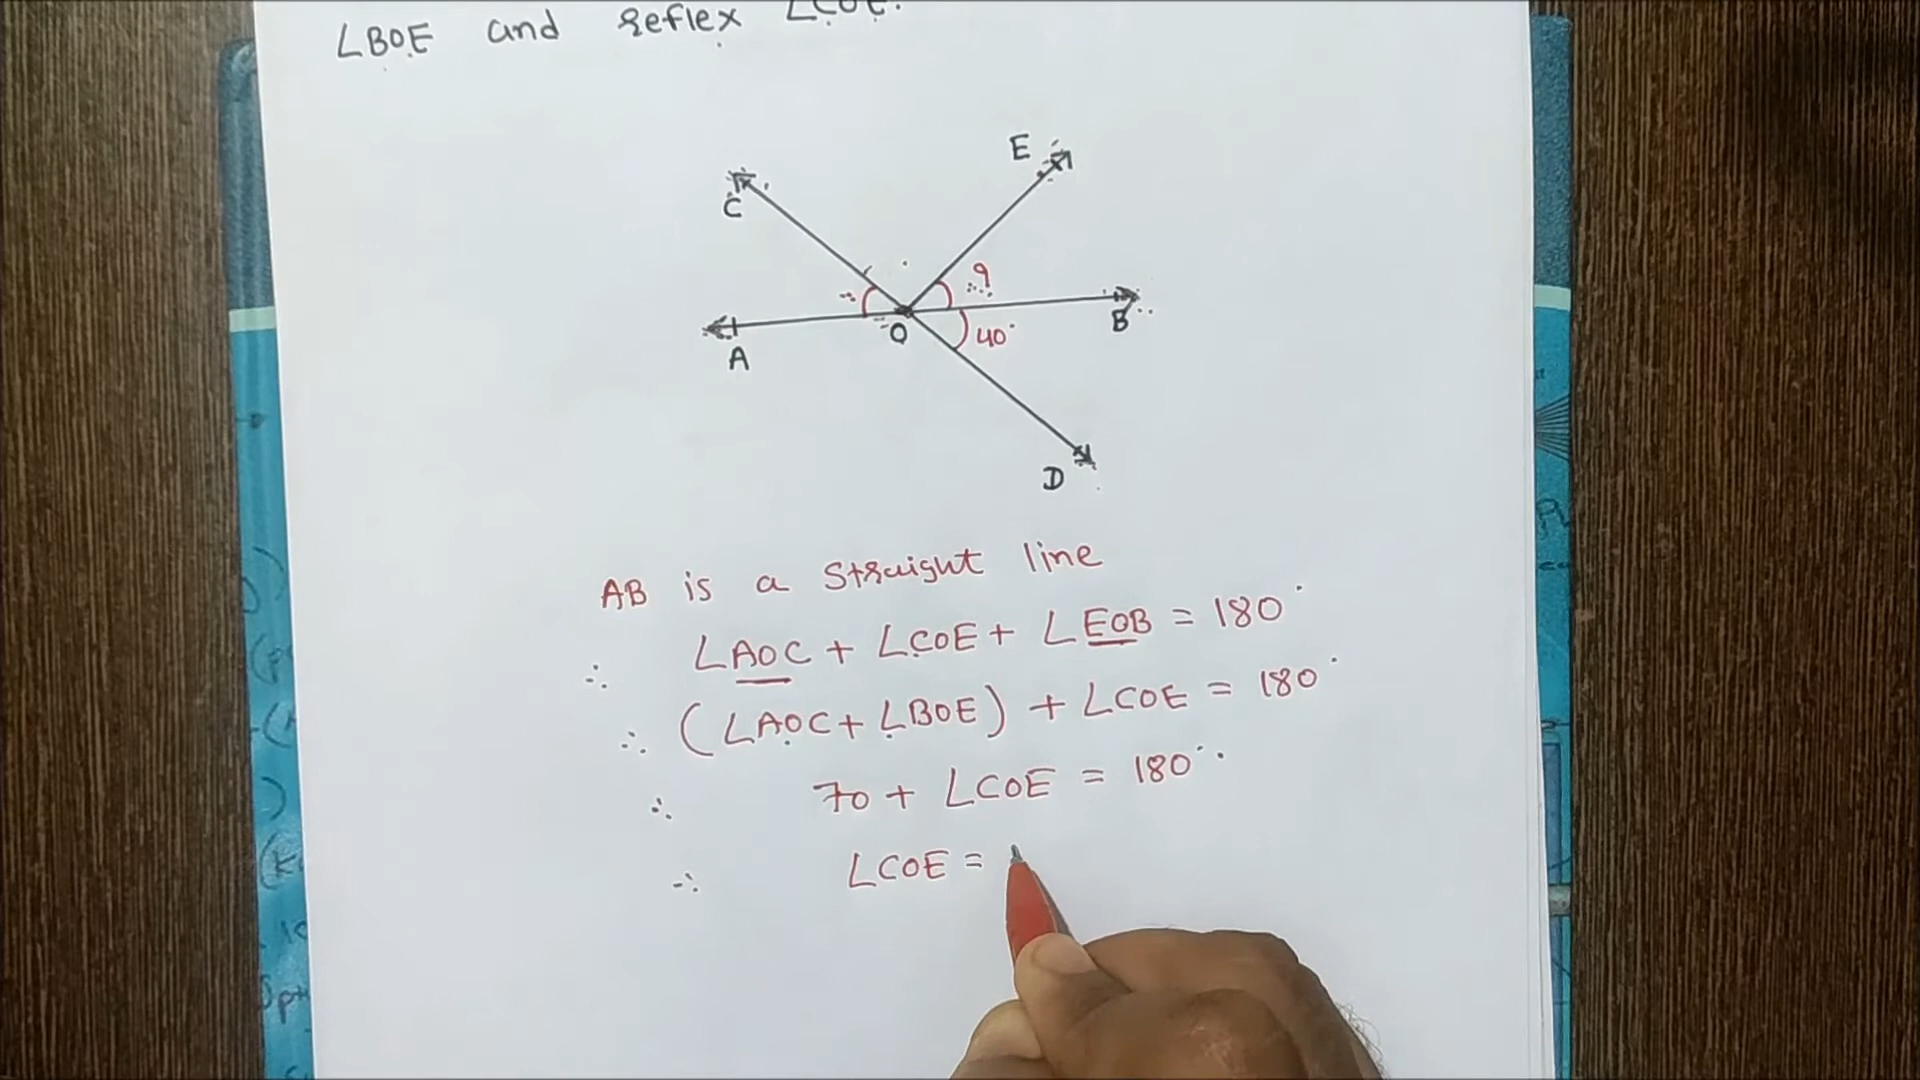 ∠BOE and reflex ∠COE.
E
C
?
B
40°
O
A
D
AB is a straight line
∴ ∠AOC + ∠COE + ∠EOB = 180°
∴ (∠AOC + ∠BOE) + ∠COE = 180°
∴ 70 + ∠COE = 180°
∴ ∠COE =